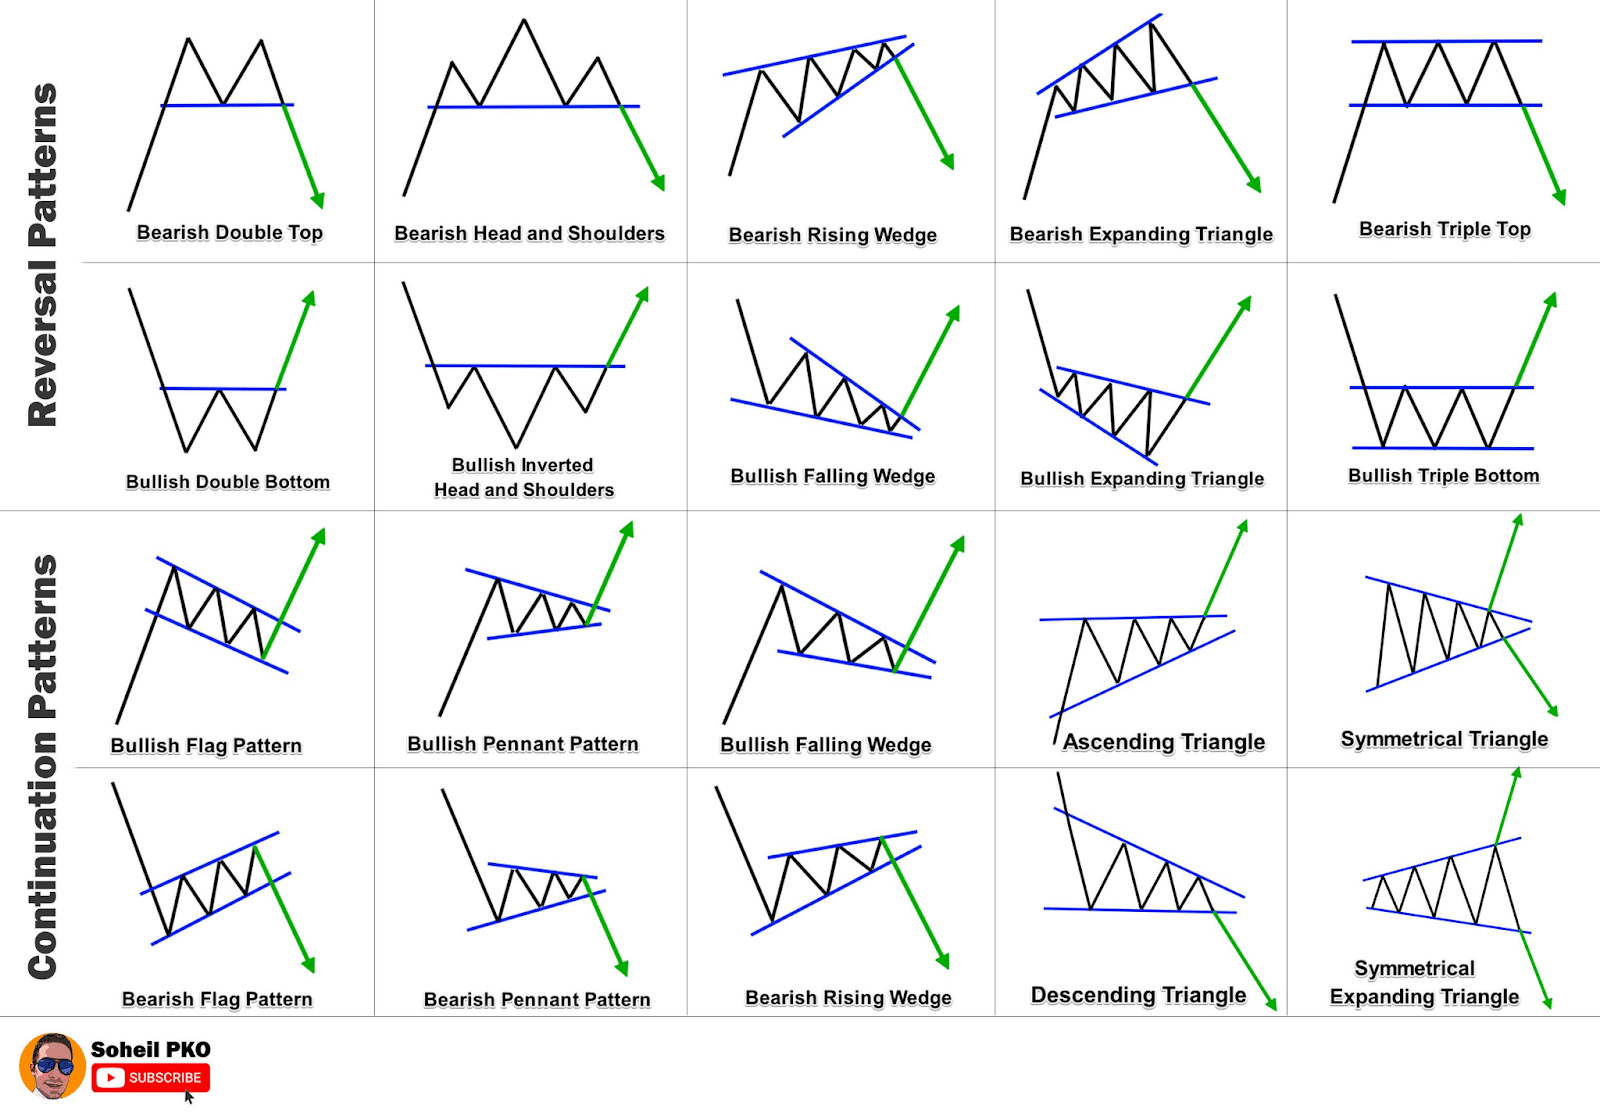 Reversal Patterns
Bearish Double Top
Bearish Head and Shoulders
Bearish Rising Wedge
Bearish Expanding Triangle
Bearish Triple Top
Bullish Double Bottom
Bullish Inverted
Head and Shoulders
Bullish Falling Wedge
Bullish Expanding Triangle
Bullish Triple Bottom
Continuation Patterns
Bullish Flag Pattern
Bullish Pennant Pattern
Bullish Falling Wedge
Ascending Triangle
Symmetrical Triangle
Bearish Flag Pattern
Bearish Pennant Pattern
Bearish Rising Wedge
Descending Triangle
Symmetrical
Expanding Triangle
Soheil PKO
SUBSCRIBE